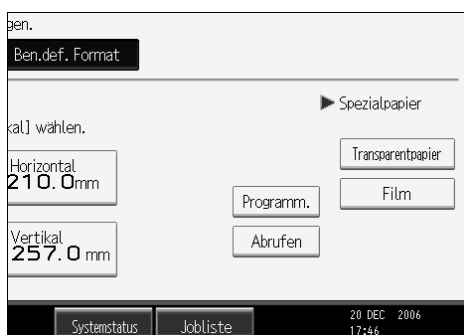 gen.
Ben.def. Format
Spezialpapier
kal] wählen.
Horizontal
210.0mm
Transparentpapier
Programm.
Film
Vertikal
257.0 mm
Abrufen
Systemstatus
Jobliste
20 DEC 2006
17:46